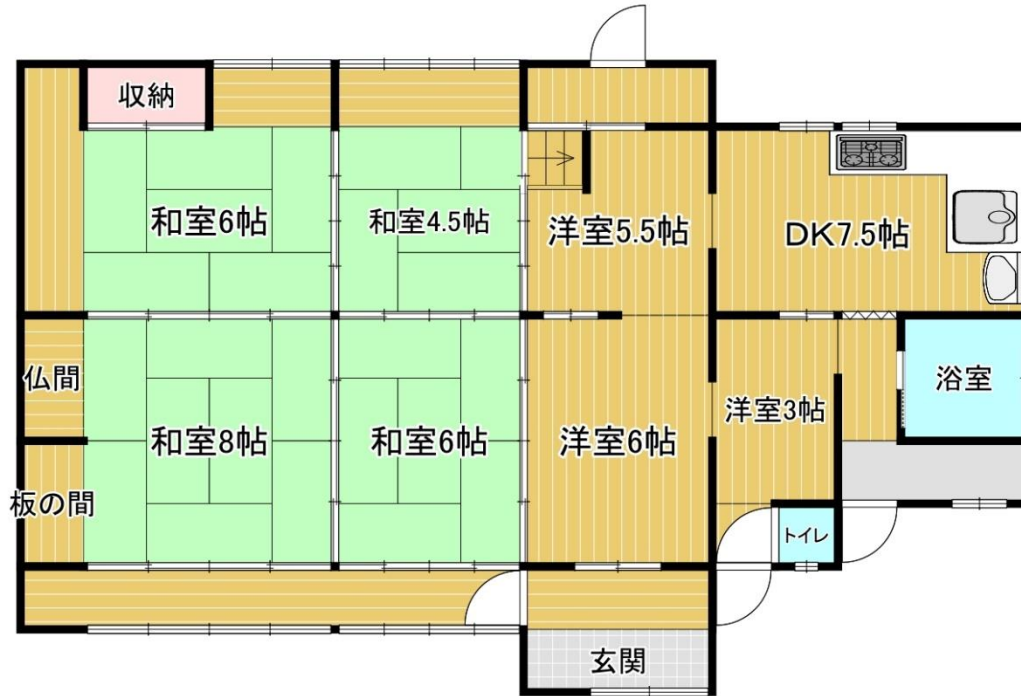 収納
和室6帖
和室4.5帖
洋室5.5帖
DK7.5帖
仏間
板の間
和室8帖
和室6帖
洋室6帖
洋室3帖
浴室
トイレ
玄関